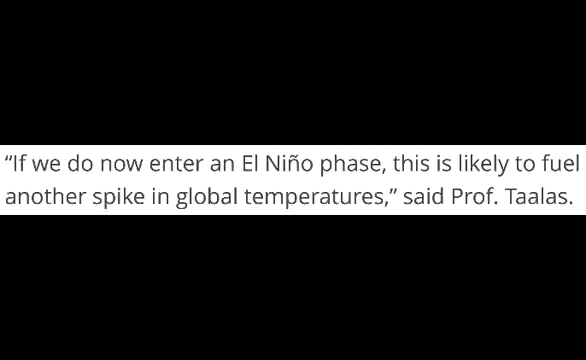 “If we do now enter an El Niño phase, this is likely to fuel
another spike in global temperatures,” said Prof. Taalas.